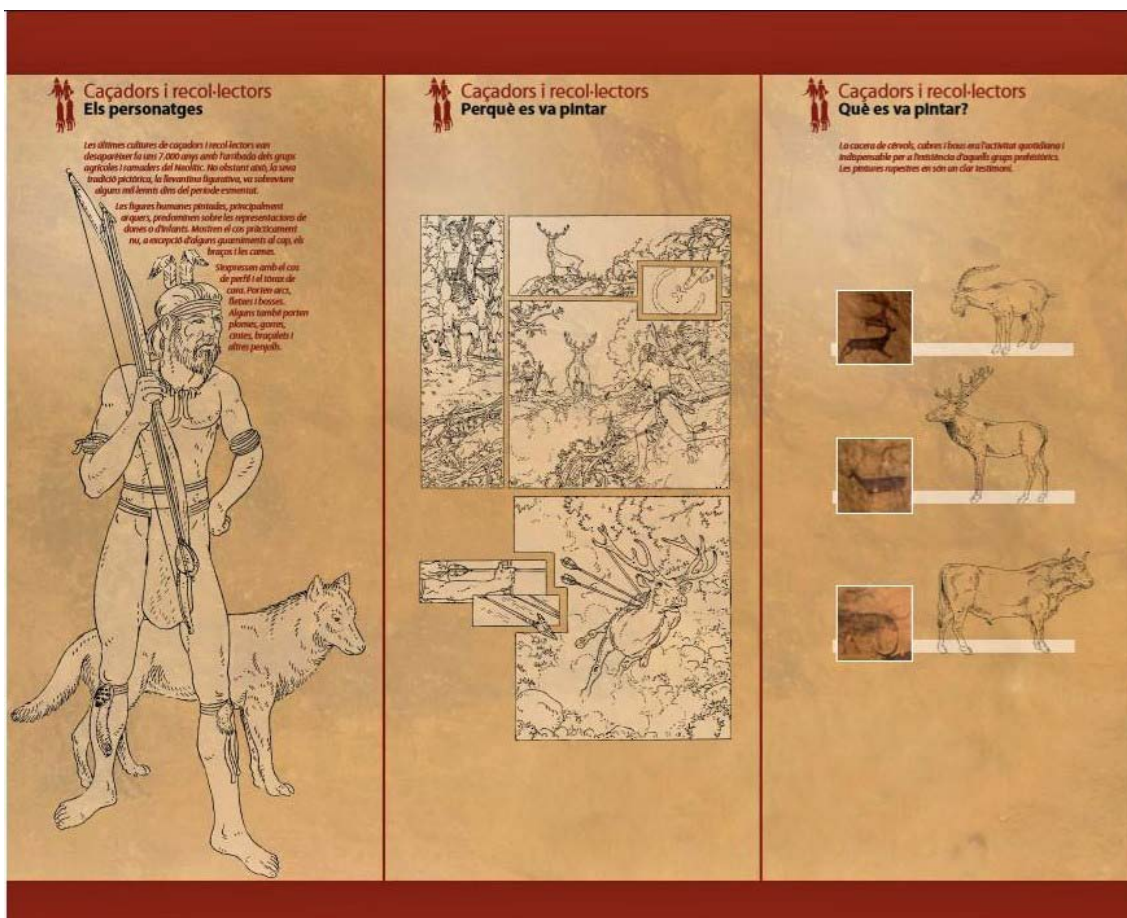 Caçadors i recol·lectors
Els personatges
Les últimes cultures de caçadors i recol·lectors van
desaparèixer fa uns 7.000 anys amb l'arribada dels grups
agrícoles i ramaders del Neolític. No obstant això, la seva
tradició pictòrica, la llevantina figurativa, va sobreviure
alguns mil·lennis dins del període esmentat.
Les figures humanes pintades, principalment
arquers, predominen sobre les representacions de
dones o d'infants. Mostren el cos pràcticament
nu, a excepció d'alguns guarniments al cap, els
braços i les cames.
S'expressen amb el cos
de perfil i el tòrax de
cara. Porten arcs,
fletxes i bosses.
Alguns també porten
plomes, gorres,
cintes, braçalets i
altres penjolls.
Caçadors i recol·lectors
Perquè es va pintar
Caçadors i recol·lectors
Què es va pintar?
La cacera de cérvols, cabres i bous era l'activitat quotidiana i
indispensable per a l'existència d'aquells grups prehistòrics.
Les pintures rupestres en són un clar testimoni.